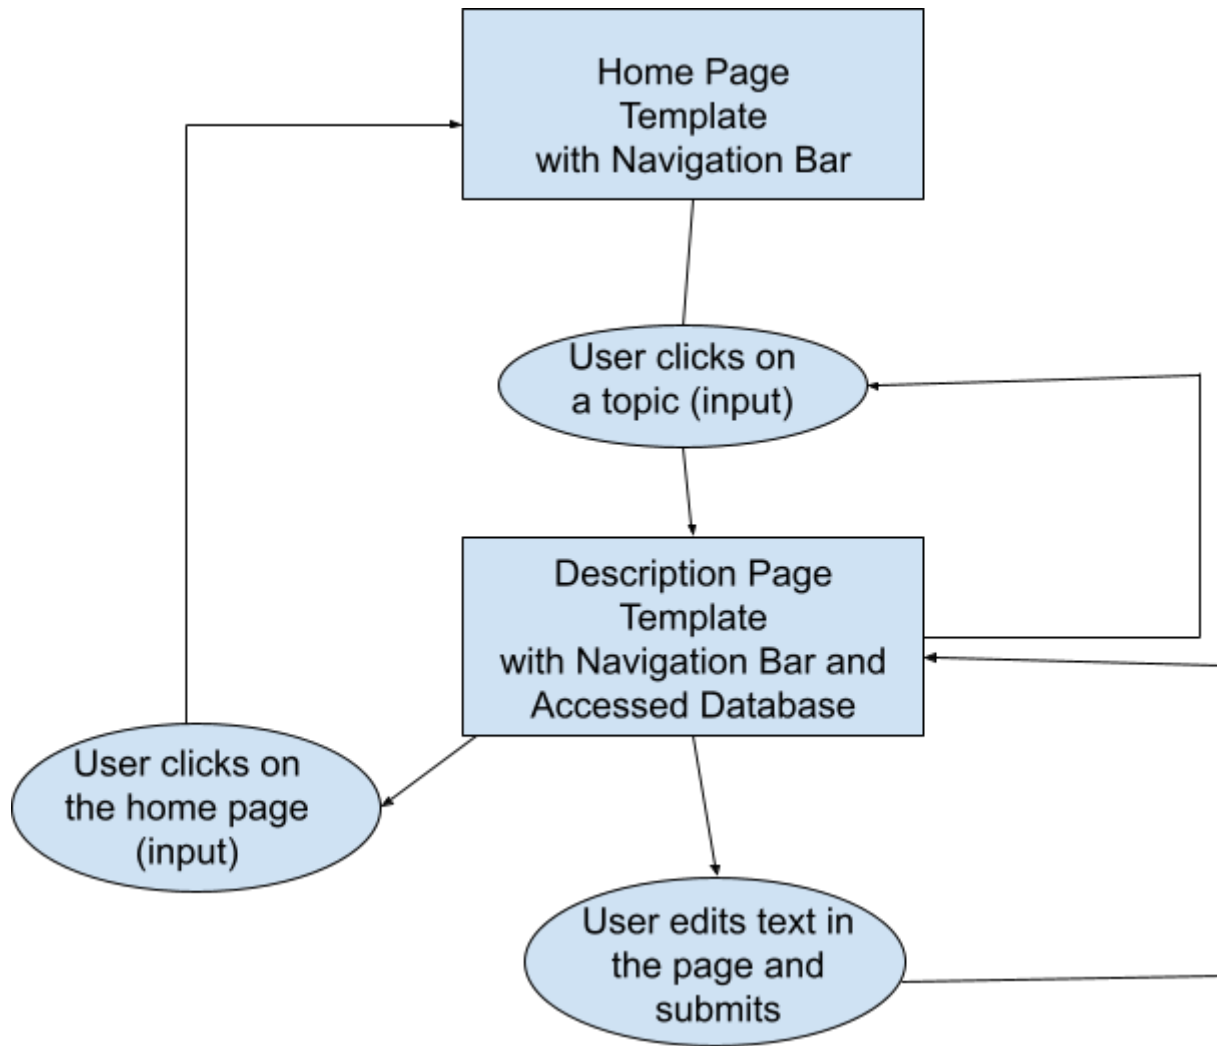 Home Page
Template
with Navigation Bar
User clicks on
a topic (input)
Description Page
Template
with Navigation Bar and
Accessed Database
User clicks on
the home page
(input)
User edits text in
the page and
submits